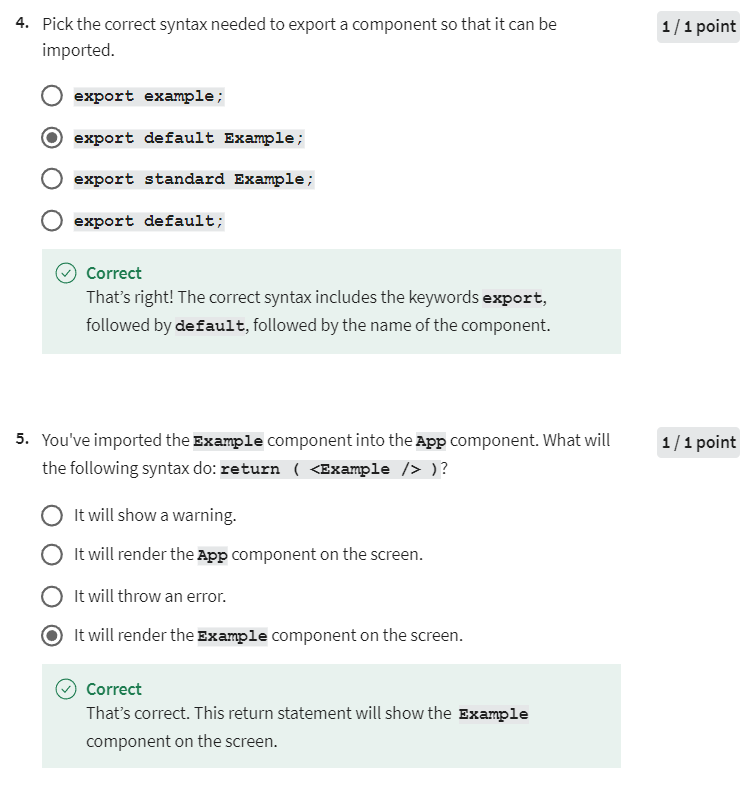 4. Pick the correct syntax needed to export a component so that it can be
imported.
1 / 1 point
export example;
export default Example;
export standard Example;
export default;
Correct
That's right! The correct syntax includes the keywords export,
followed by default, followed by the name of the component.
5. You've imported the Example component into the App component. What will
the following syntax do: return ( <Example /> )?
1 / 1 point
It will show a warning.
It will render the App component on the screen.
It will throw an error.
It will render the Example component on the screen.
Correct
That's correct. This return statement will show the Example
component on the screen.